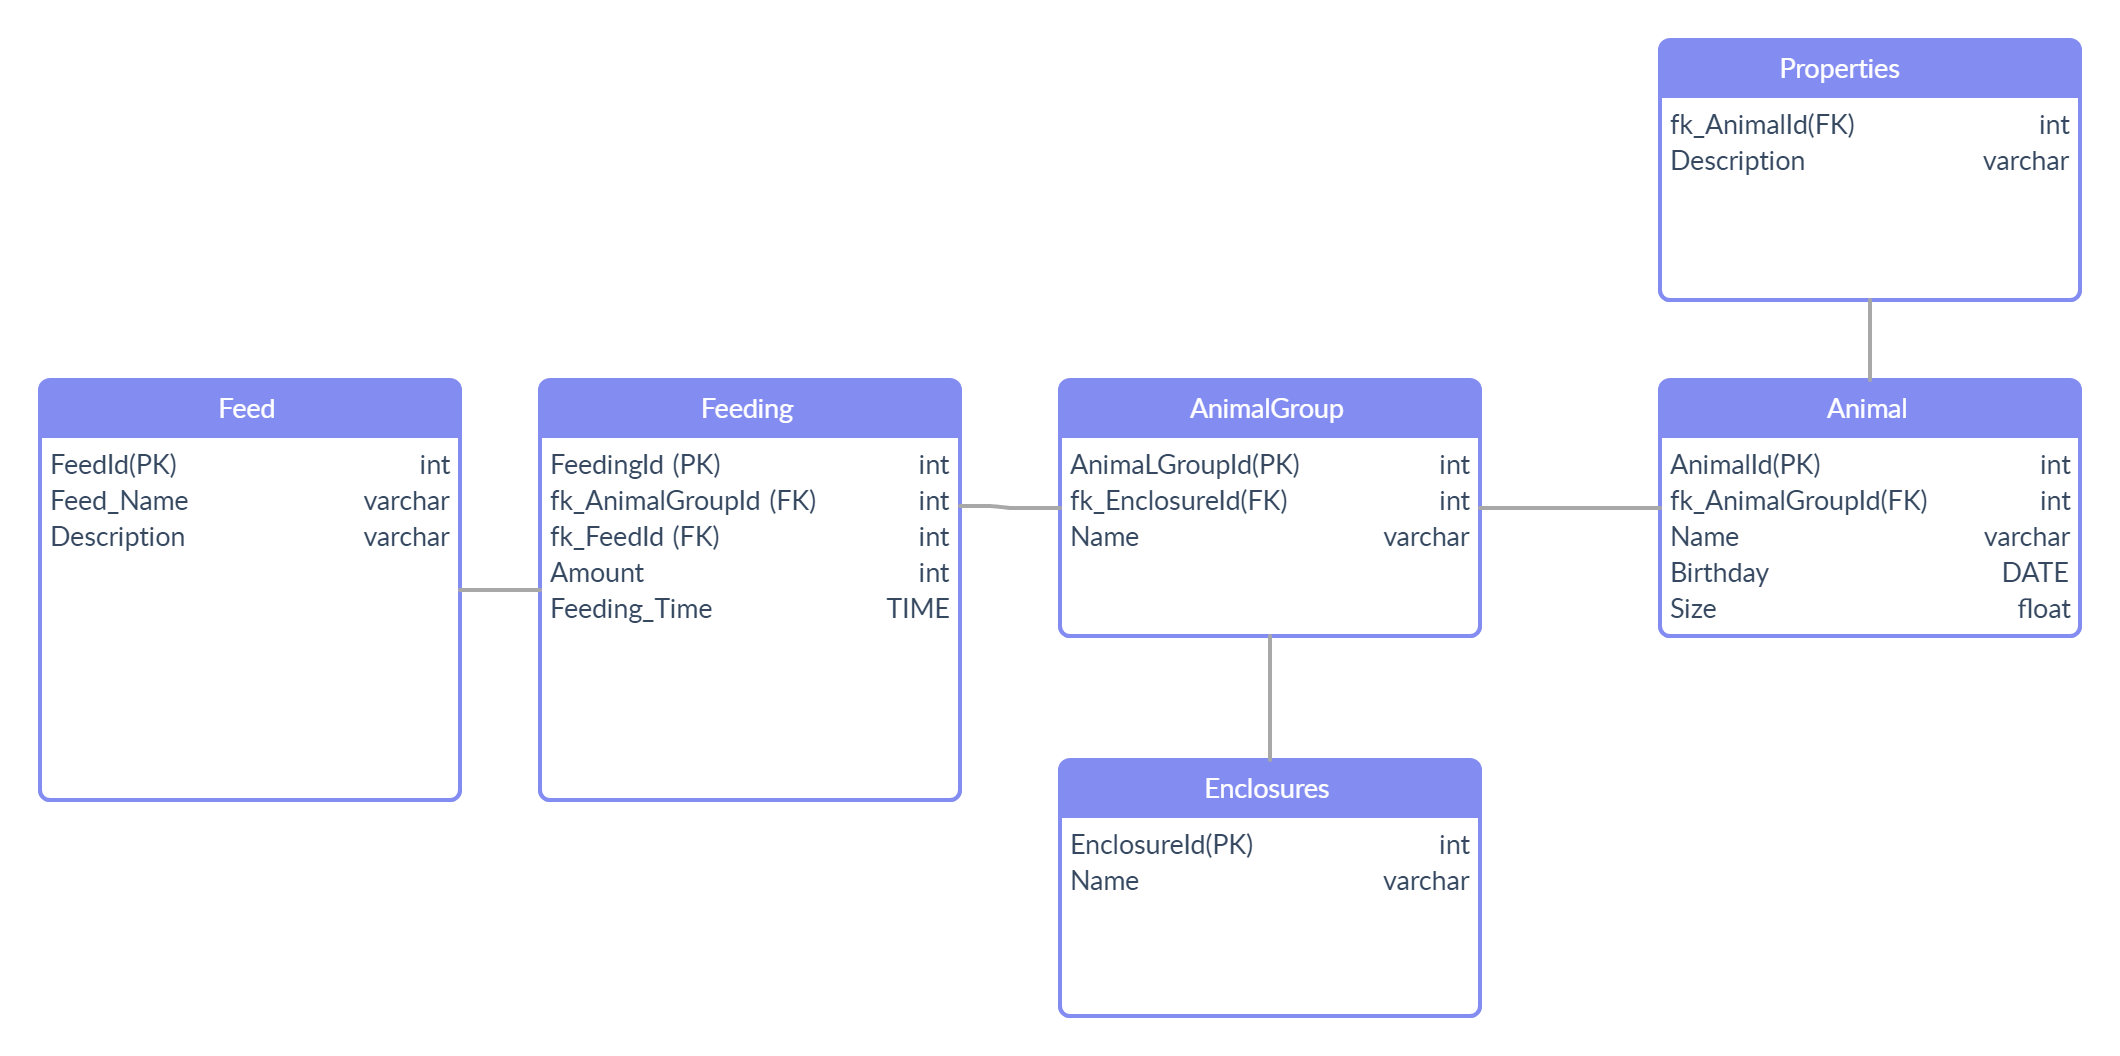 Properties
fk_AnimalId(FK) int
Description varchar
Feed
FeedId(PK) int
Feed_Name varchar
Description varchar
Feeding
FeedingId (PK) int
fk_AnimalGroupId (FK) int
fk_FeedId (FK) int
Amount int
Feeding_Time TIME
AnimalGroup
AnimaLGroupId(PK) int
fk_EnclosureId(FK) int
Name varchar
Animal
AnimalId(PK) int
fk_AnimalGroupId(FK) int
Name varchar
Birthday DATE
Size float
Enclosures
EnclosureId(PK) int
Name varchar